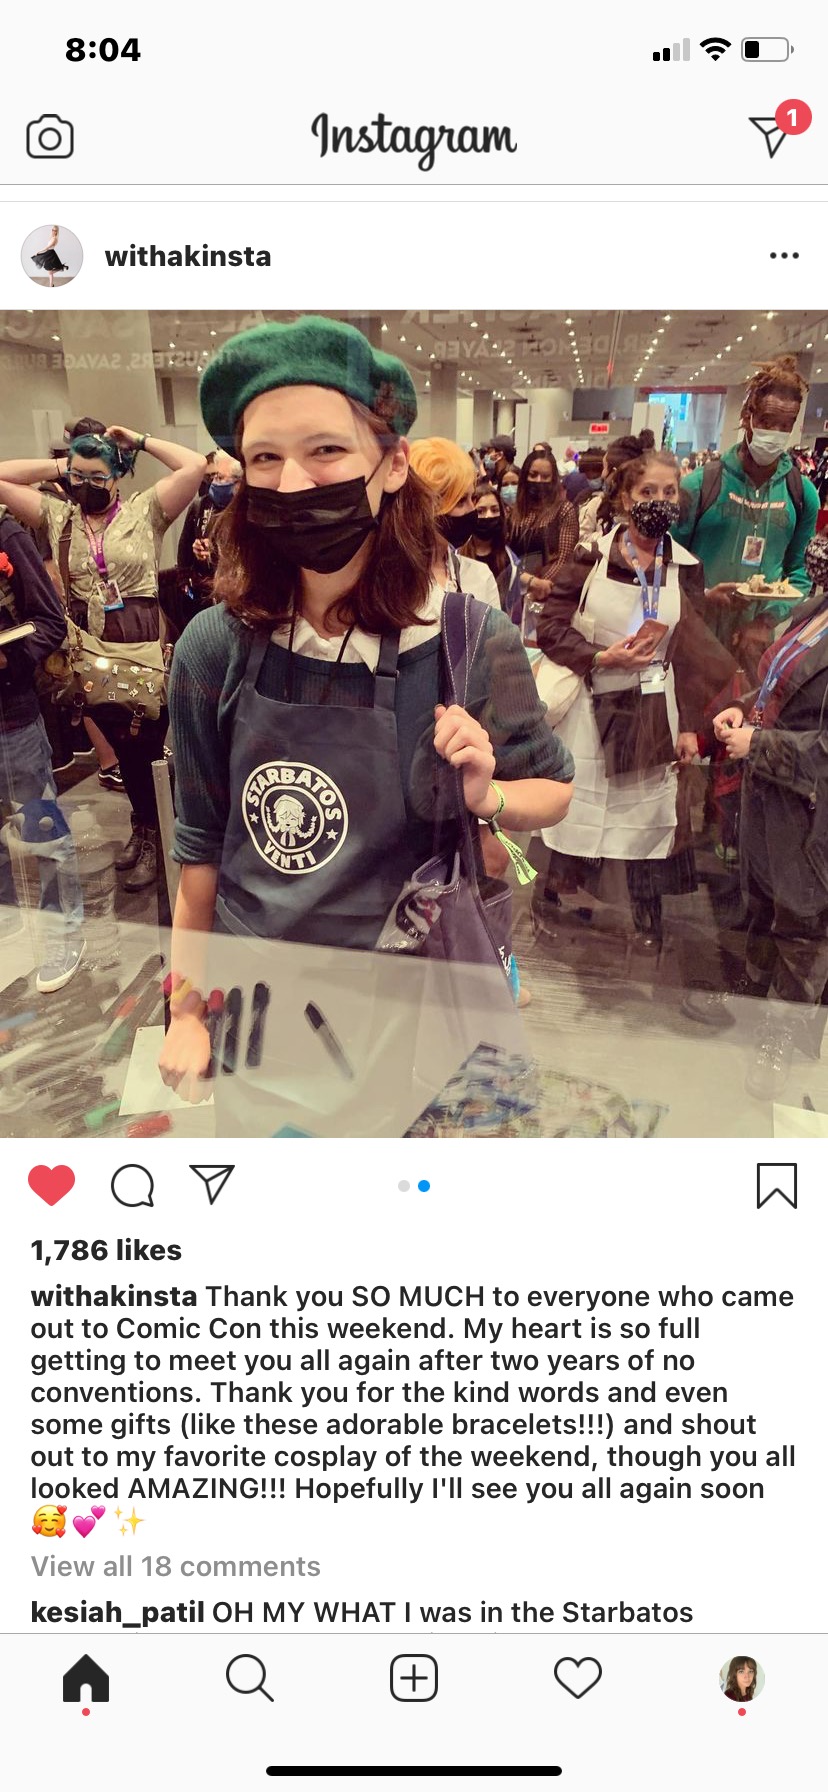 8:04
Instagram
1
withakinsta
STARBATOS
VENTI
1,786 likes
withakinsta Thank you SO MUCH to everyone who came
out to Comic Con this weekend. My heart is so full
getting to meet you all again after two years of no
conventions. Thank you for the kind words and even
some gifts (like these adorable bracelets!!!) and shout
out to my favorite cosplay of the weekend, though you all
looked AMAZING!!! Hopefully I'll see you all again soon
🥰💕✨
View all 18 comments
kesiah_patil OH MY WHAT I was in the Starbatos